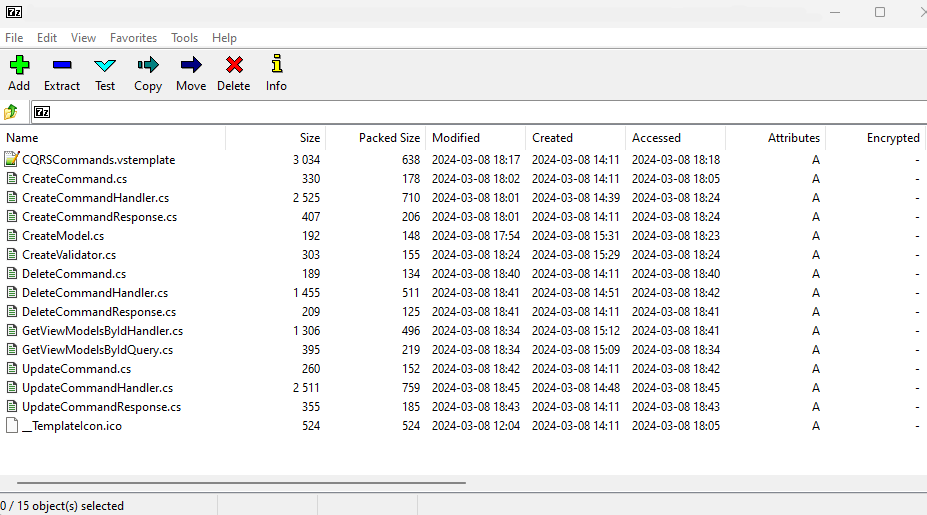 7z
File Edit View Favorites Tools Help
Add Extract Test Copy Move Delete Info
7z
Name Size Packed Size Modified Created Accessed Attributes Encrypted
CQRSCommands.vstemplate 3 034 638 2024-03-08 18:17 2024-03-08 14:11 2024-03-08 18:18 A -
CreateCommand.cs 330 178 2024-03-08 18:02 2024-03-08 14:11 2024-03-08 18:05 A -
CreateCommandHandler.cs 2 525 710 2024-03-08 18:01 2024-03-08 14:39 2024-03-08 18:24 A -
CreateCommandResponse.cs 407 206 2024-03-08 18:01 2024-03-08 14:11 2024-03-08 18:24 A -
CreateModel.cs 192 148 2024-03-08 17:54 2024-03-08 15:31 2024-03-08 18:23 A -
CreateValidator.cs 303 155 2024-03-08 18:24 2024-03-08 15:29 2024-03-08 18:24 A -
DeleteCommand.cs 189 134 2024-03-08 18:40 2024-03-08 14:11 2024-03-08 18:40 A -
DeleteCommandHandler.cs 1 455 511 2024-03-08 18:41 2024-03-08 14:51 2024-03-08 18:42 A -
DeleteCommandResponse.cs 209 125 2024-03-08 18:41 2024-03-08 14:11 2024-03-08 18:41 A -
GetViewModelsByIdHandler.cs 1 306 496 2024-03-08 18:34 2024-03-08 15:12 2024-03-08 18:41 A -
GetViewModelsByIdQuery.cs 395 219 2024-03-08 18:34 2024-03-08 15:09 2024-03-08 18:34 A -
UpdateCommand.cs 260 152 2024-03-08 18:42 2024-03-08 14:11 2024-03-08 18:42 A -
UpdateCommandHandler.cs 2 511 759 2024-03-08 18:45 2024-03-08 14:48 2024-03-08 18:45 A -
UpdateCommandResponse.cs 355 185 2024-03-08 18:43 2024-03-08 14:11 2024-03-08 18:43 A -
__TemplateIcon.ico 524 524 2024-03-08 12:04 2024-03-08 14:11 2024-03-08 18:05 A -
0 / 15 object(s) selected